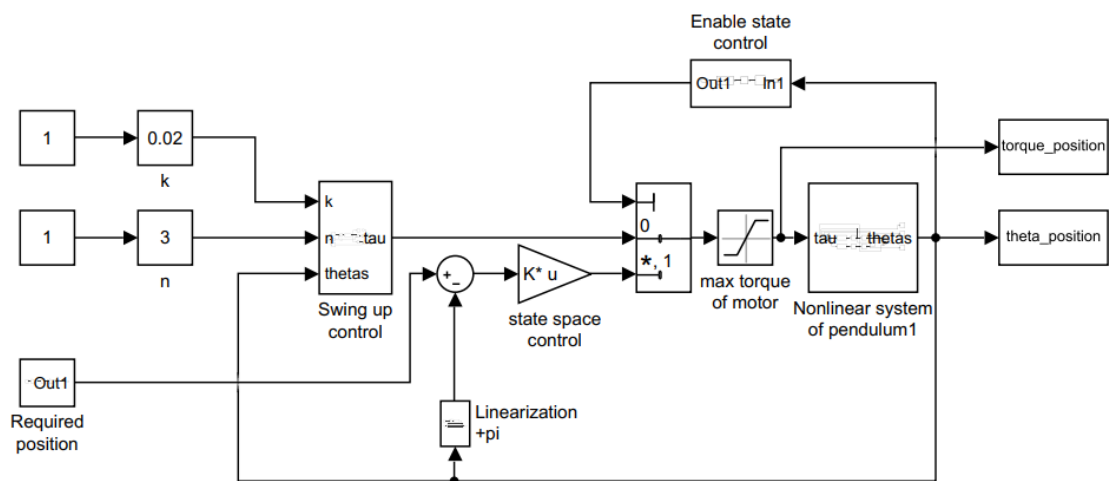 Enable state
control
Out1
In1
1
0.02
k
torque_position
k
1
3
n
n
tau
thetas
Swing up
control
0
*, 1
max torque
of motor
tau
thetas
Nonlinear system
of pendulum1
theta_position
+
−
K* u
state space
control
Out1
Required
position
Linearization
+pi